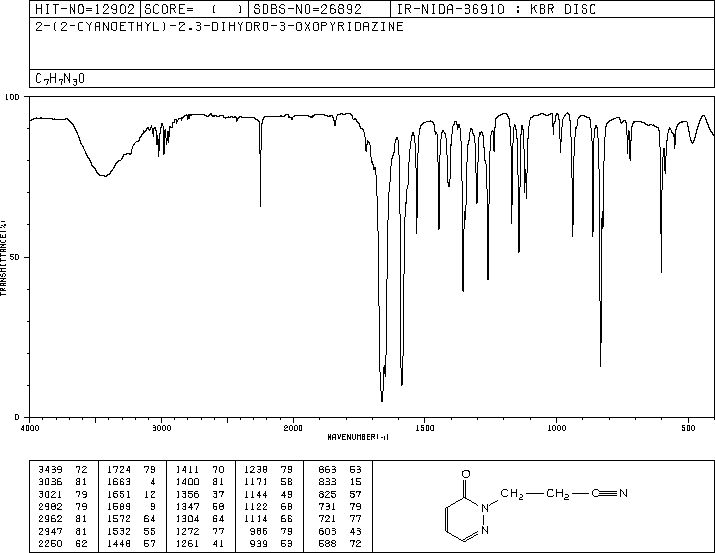 HIT-NO=12902 SCORE= ( ) SDBS-NO=26892 IR-NIDA-36910 : KBR DISC
2-(2-CYANOETHYL)-2,3-DIHYDRO-3-OXOPYRIDAZINE
C7H7N3O
100
TRANSMITTANCE(%)
50
0
4000 3000 2000 1500 1000 500
WAVENUMBER(-1)
3439 72 1724 79 1411 70 1238 79 863 53
3036 81 1663 4 1400 81 1171 58 833 15
3021 79 1651 12 1356 37 1144 49 825 57
2982 79 1589 9 1347 58 1122 68 731 79
2962 81 1572 64 1304 64 1114 66 721 77
2947 81 1532 55 1272 77 986 79 603 43
2250 62 1448 57 1261 41 939 53 588 72
O
N
N
CH2 CH2 C≡N